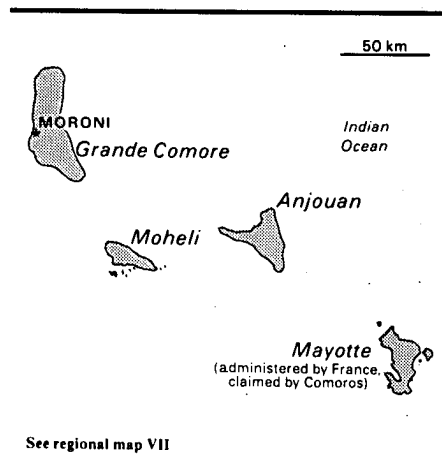 50 km
MORONI
Grande Comore
Indian
Ocean
Anjouan
Moheli
Mayotte
(administered by France,
claimed by Comoros)
See regional map VII